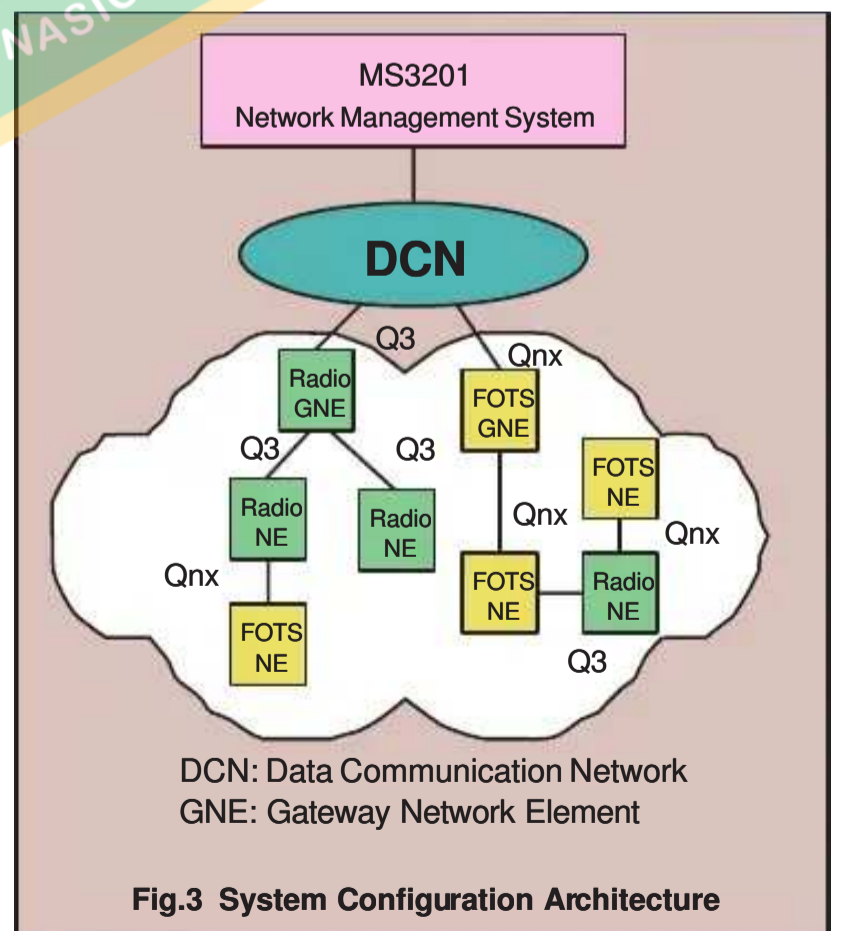 NASIO
MS3201
Network Management System
DCN
Q3
Qnx
Radio
GNE
FOTS
GNE
Q3
Q3
FOTS
NE
Radio
NE
Radio
NE
Qnx
Qnx
Qnx
FOTS
NE
Radio
NE
FOTS
NE
Q3
DCN: Data Communication Network
GNE: Gateway Network Element
Fig.3 System Configuration Architecture